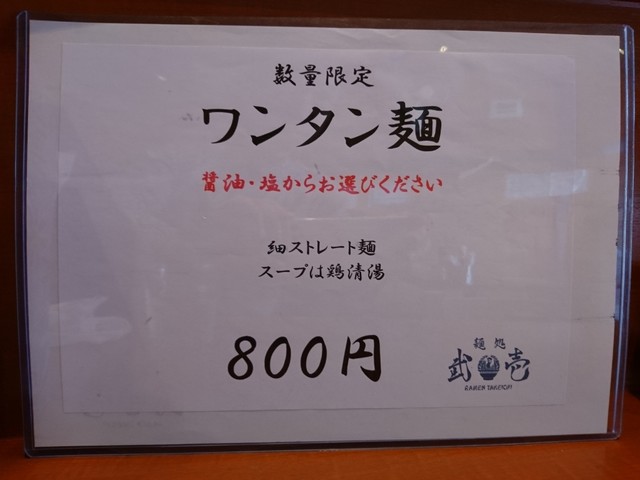 数量限定
ワンタン麺
醤油・塩からお選びください
細ストレート麺
スープは鶏清湯
800円
麺処
武壱
RAMEN TAKEICHI